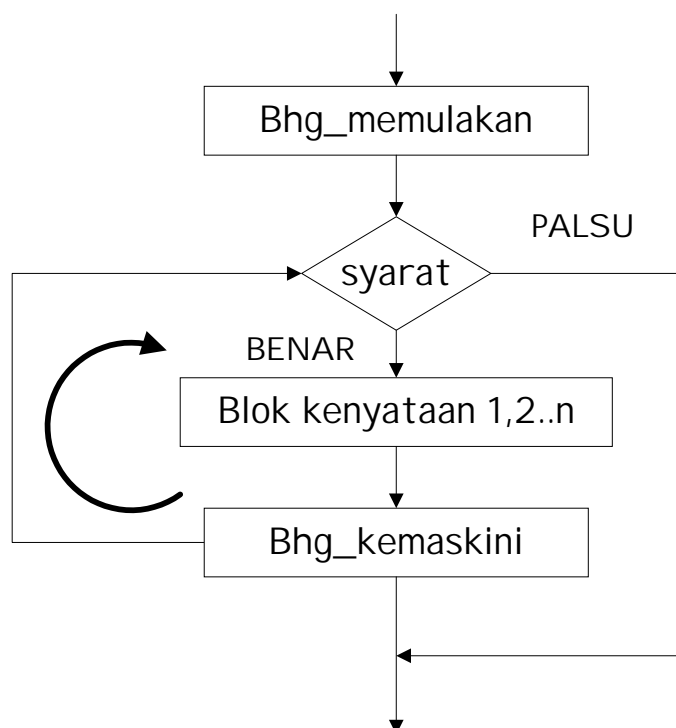 Bhg_memulakan
PALSU
syarat
BENAR
Blok kenyataan 1,2..n
Bhg_kemaskini